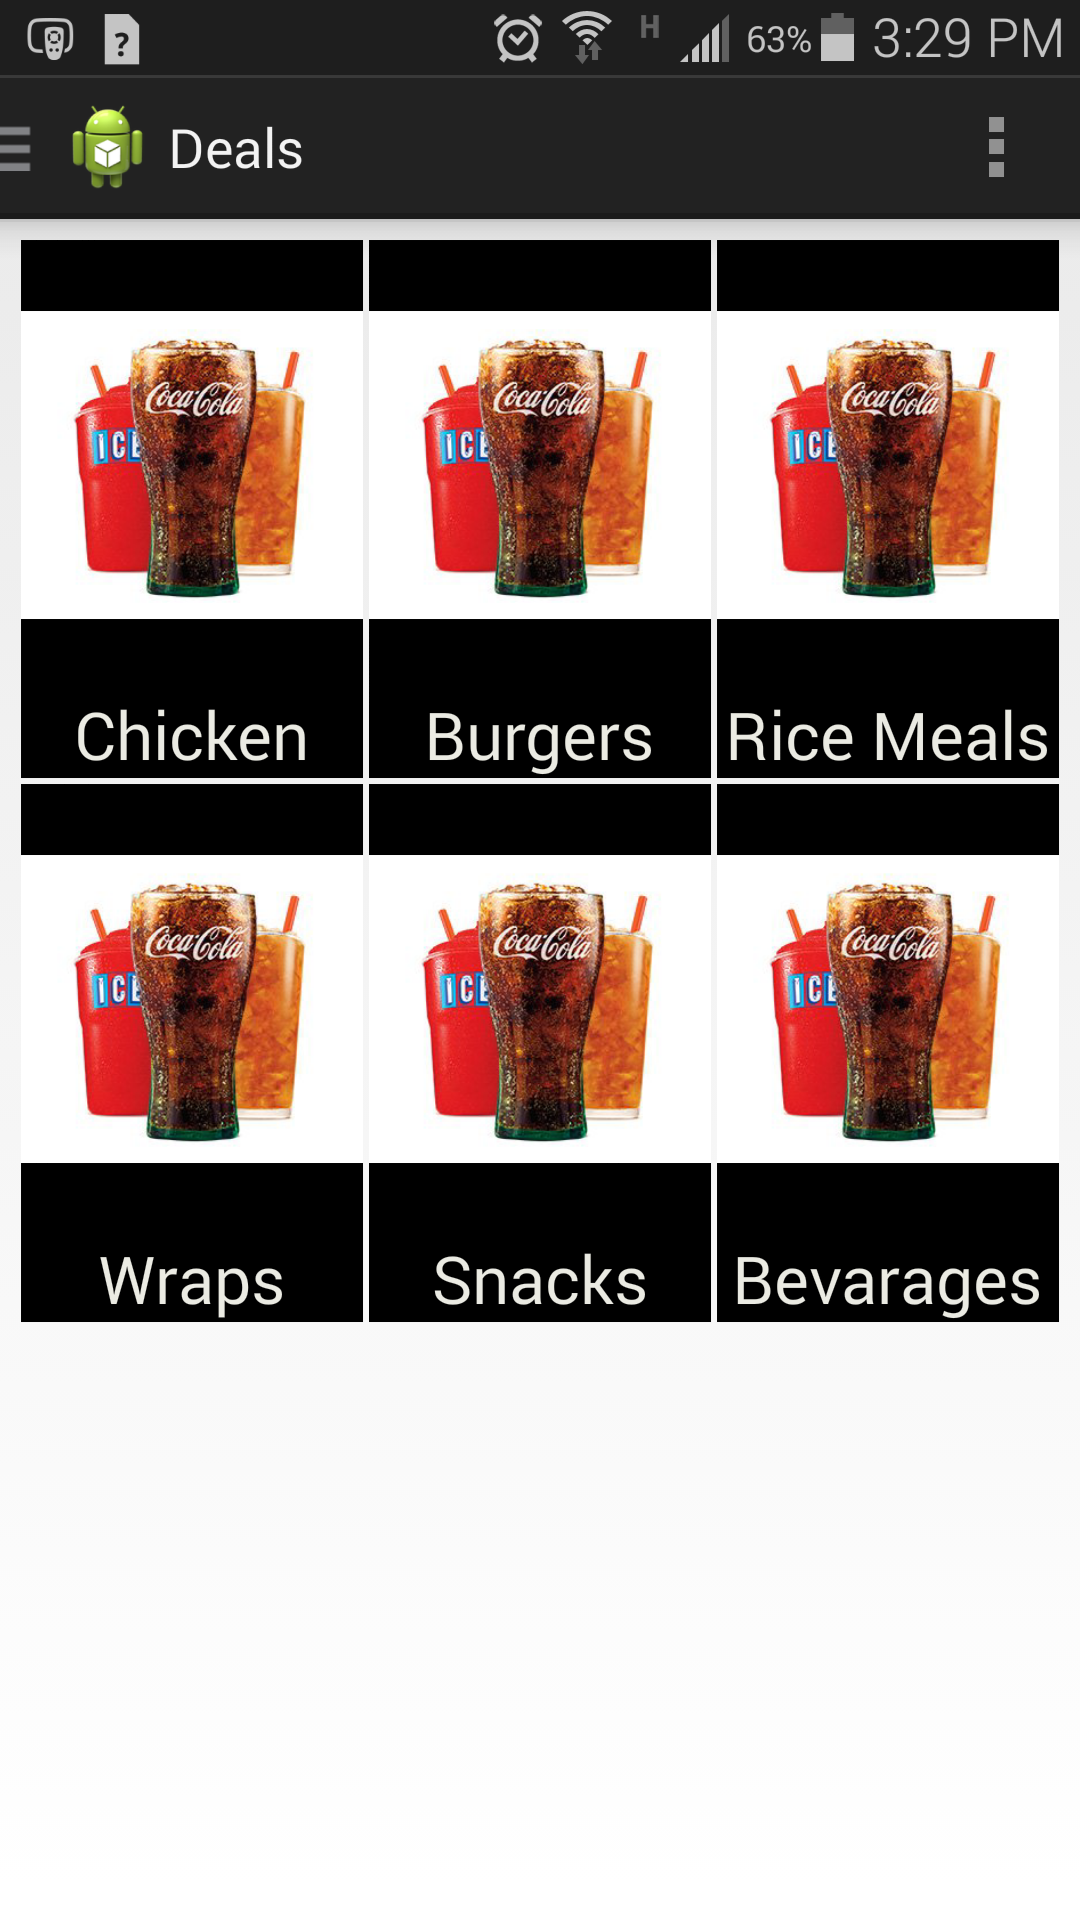 ? H 63% 3:29 PM
Deals
Coca-Cola Coca-Cola Coca-Cola
ICE ICE ICE
Chicken Burgers Rice Meals
Coca-Cola Coca-Cola Coca-Cola
ICE ICE ICE
Wraps Snacks Bevarages